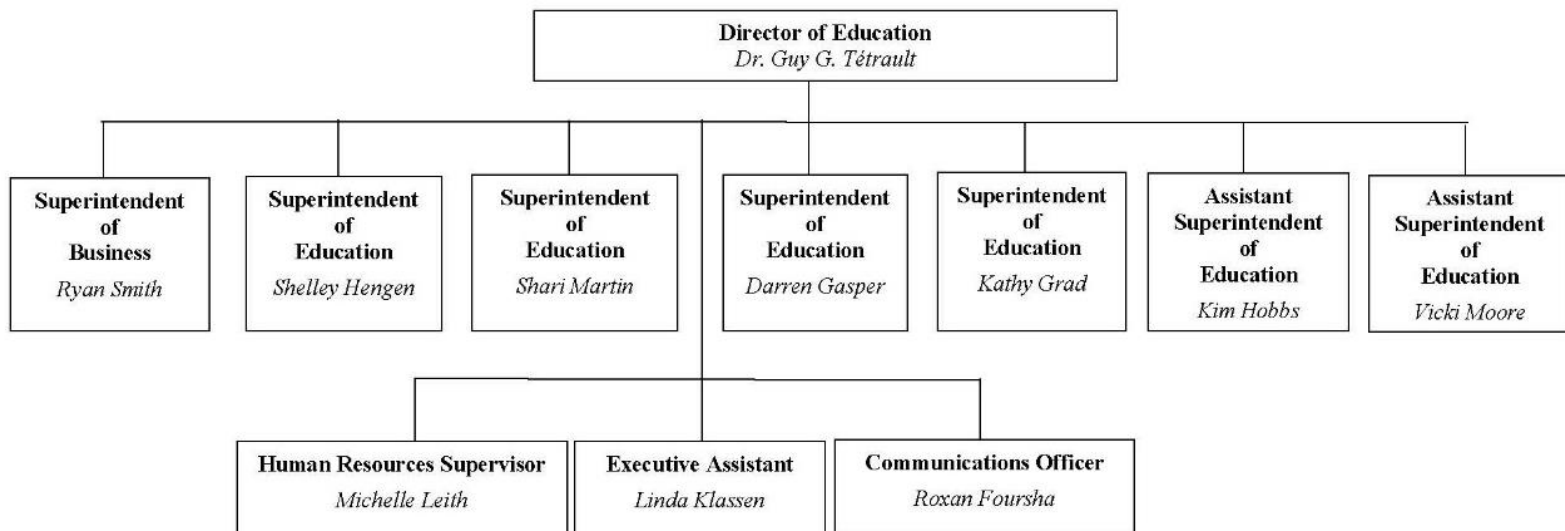 Director of Education
Dr. Guy G. Tétrault
Superintendent
of
Business
Ryan Smith
Superintendent
of
Education
Shelley Hengen
Superintendent
of
Education
Shari Martin
Superintendent
of
Education
Darren Gasper
Superintendent
of
Education
Kathy Grad
Assistant
Superintendent
of
Education
Kim Hobbs
Assistant
Superintendent
of
Education
Vicki Moore
Human Resources Supervisor
Michelle Leith
Executive Assistant
Linda Klassen
Communications Officer
Roxan Foursha